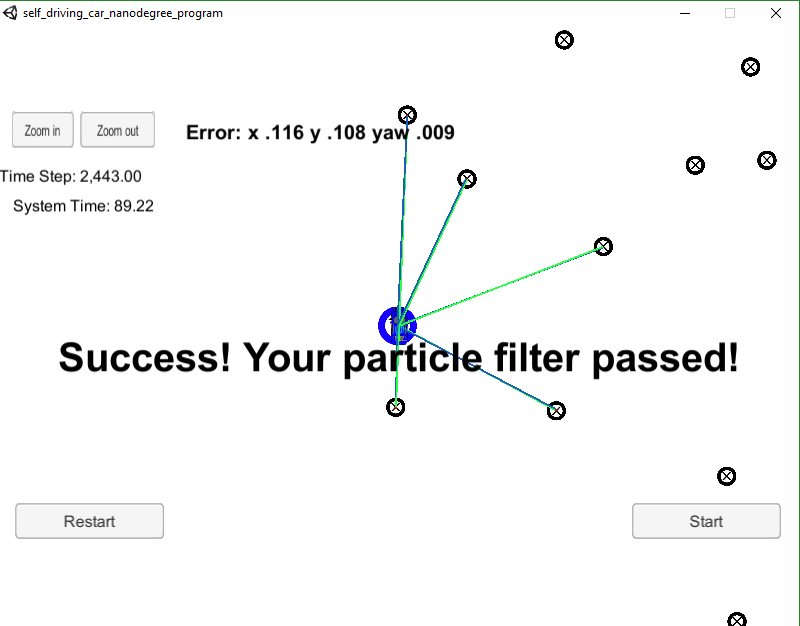 self_driving_car_nanodegree_program
Zoom in
Zoom out
Error: x .116 y .108 yaw .009
Time Step: 2,443.00
System Time: 89.22
Success! Your particle filter passed!
Restart
Start